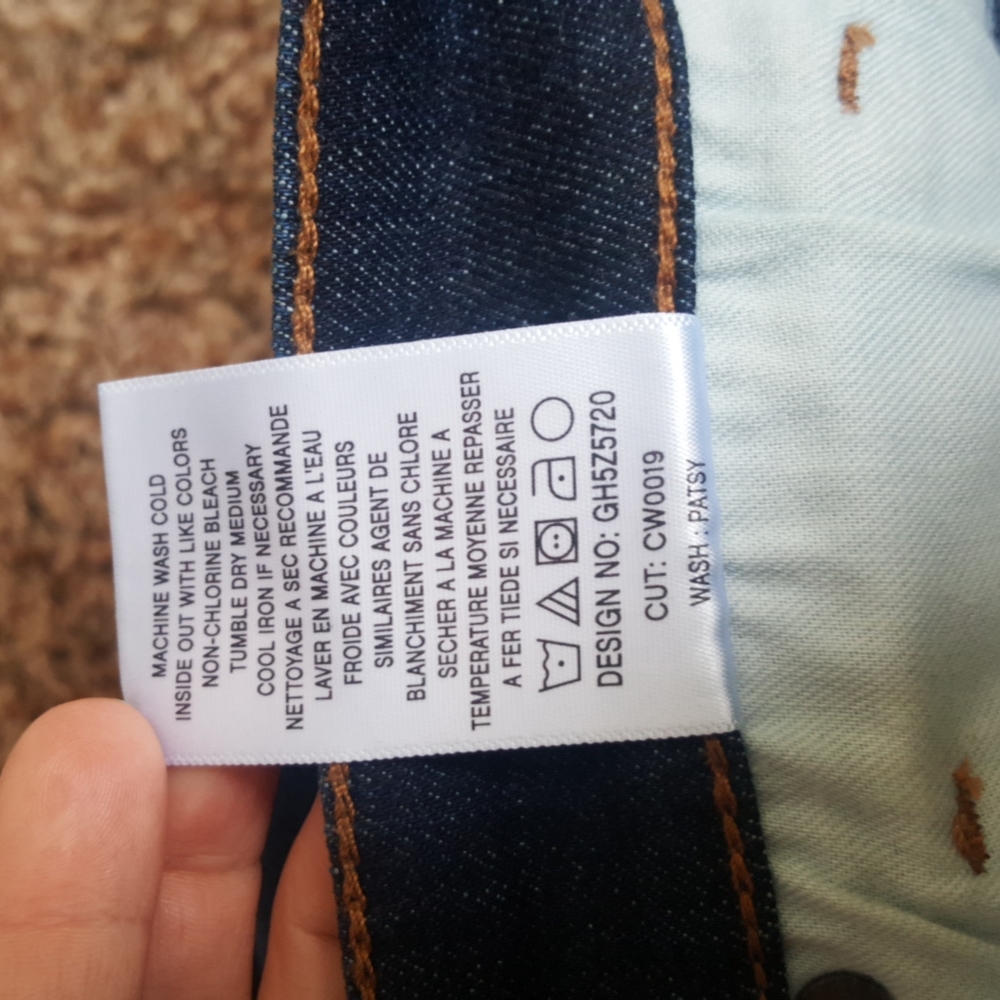 MACHINE WASH COLD
INSIDE OUT WITH LIKE COLORS
NON-CHLORINE BLEACH
TUMBLE DRY MEDIUM
COOL IRON IF NECESSARY
NETTOYAGE A SEC RECOMMANDE
LAVER EN MACHINE A L'EAU
FROIDE AVEC COULEURS
SIMILAIRES AGENT DE
BLANCHIMENT SANS CHLORE
SECHER A LA MACHINE A
TEMPERATURE MOYENNE REPASSER
A FER TIEDE SI NECESSAIRE
DESIGN NO: GH5Z5720
CUT: CW0019
WASH : PATSY